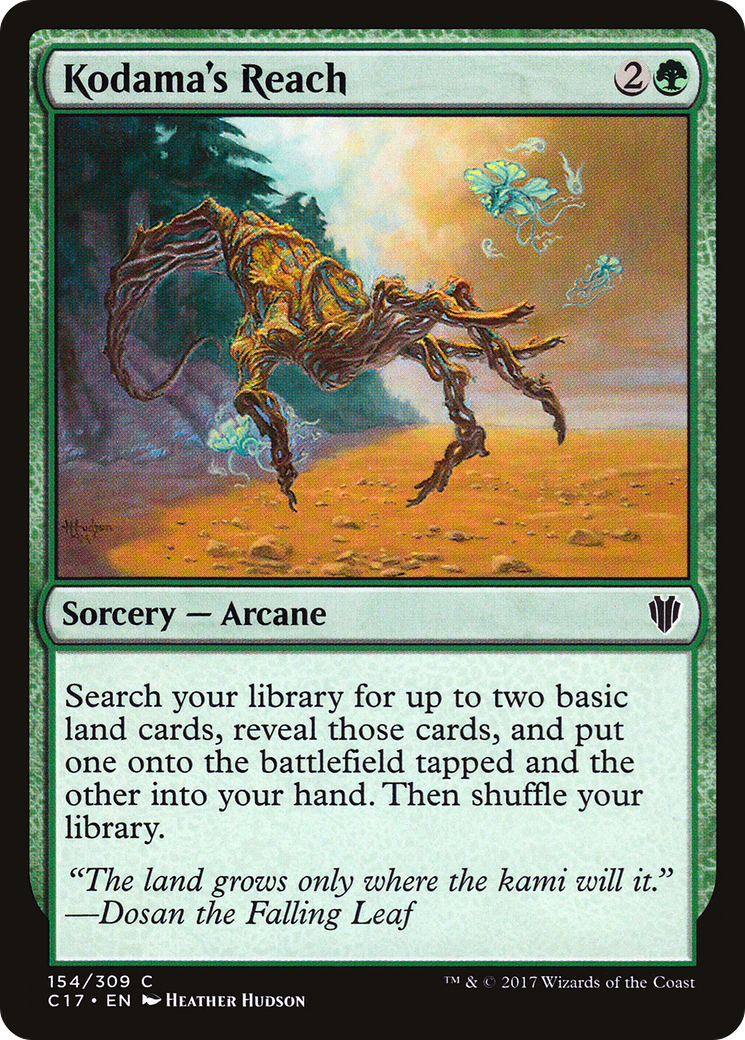 Kodama's Reach 2
Hudson
Sorcery — Arcane
Search your library for up to two basic
land cards, reveal those cards, and put
one onto the battlefield tapped and the
other into your hand. Then shuffle your
library.
“The land grows only where the kami will it.”
—Dosan the Falling Leaf
154/309 C
™ & © 2017 Wizards of the Coast
C17 • EN HEATHER HUDSON